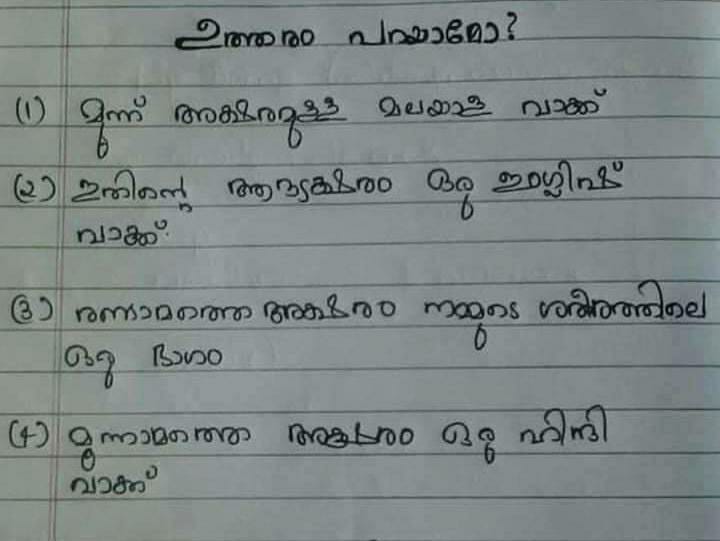 ഉത്തരം പറയാമോ?
(1) മൂന്ന് അക്ഷരമുള്ള മലയാള വാക്ക്
(2) ഇതിന്റെ ആദ്യക്ഷരം ഒരു ഇംഗ്ലീഷ്
വാക്ക്.
(3) രണ്ടാമത്തെ അക്ഷരം നമ്മുടെ ശരീരത്തിലെ
ഒരു ഭാഗം
(4) മൂന്നാമത്തെ അക്ഷരം ഒരു ഹിന്ദി
വാക്ക്